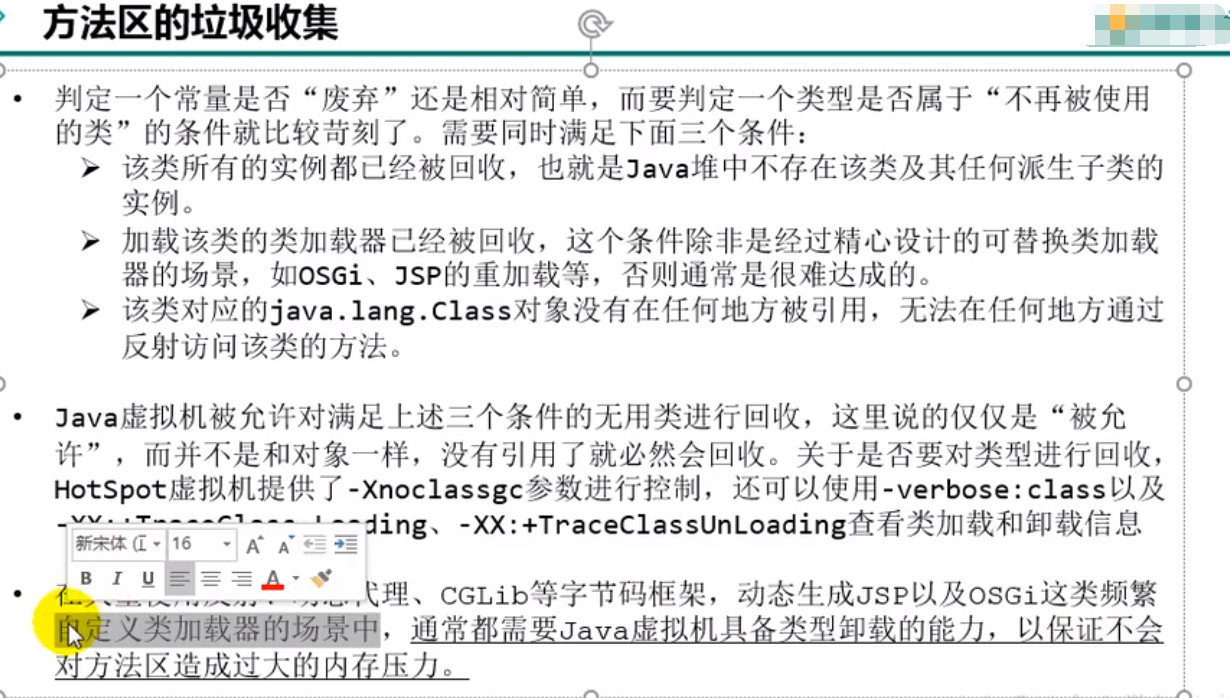 方法区的垃圾收集
• 判定一个常量是否“废弃”还是相对简单，而要判定一个类型是否属于“不再被使用
的类”的条件就比较苛刻了。需要同时满足下面三个条件：
➢ 该类所有的实例都已经被回收，也就是Java堆中不存在该类及其任何派生子类的
实例。
➢ 加载该类的类加载器已经被回收，这个条件除非是经过精心设计的可替换类加载
器的场景，如OSGi、JSP的重加载等，否则通常是很难达成的。
➢ 该类对应的java.lang.Class对象没有在任何地方被引用，无法在任何地方通过
反射访问该类的方法。
• Java虚拟机被允许对满足上述三个条件的无用类进行回收，这里说的仅仅是“被允
许”，而并不是和对象一样，没有引用了就必然会回收。关于是否要对类型进行回收，
HotSpot虚拟机提供了-Xnoclassgc参数进行控制，还可以使用-verbose:class以及
-XX:+TraceClass-Loading、-XX:+TraceClassUnLoading查看类加载和卸载信息
新宋体 16 A A
B I U A
• 代理、CGLib等字节码框架，动态生成JSP以及OSGi这类频繁
自定义类加载器的场景中，通常都需要Java虚拟机具备类型卸载的能力，以保证不会
对方法区造成过大的内存压力。